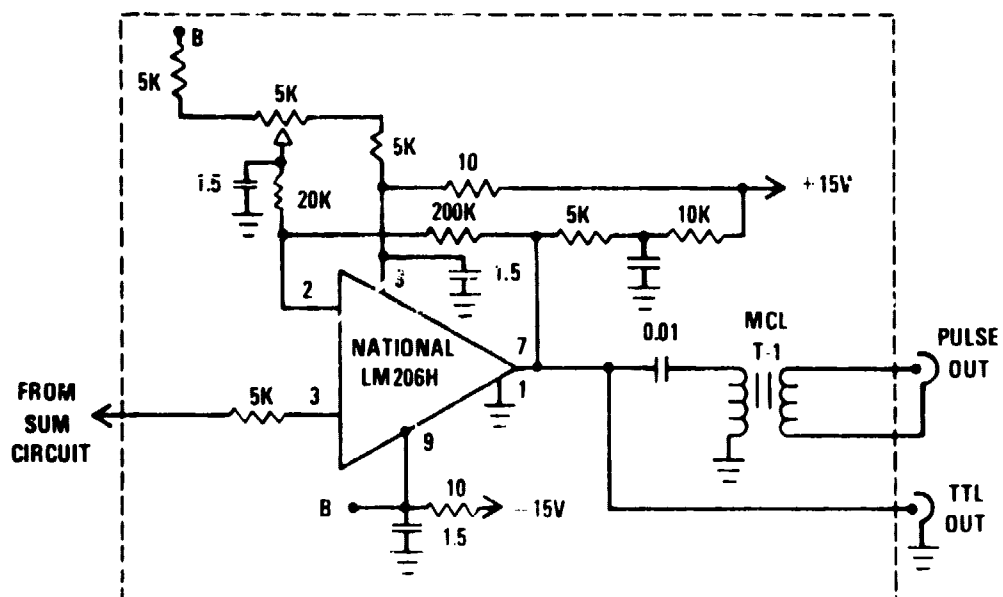 B
5K
5K
5K
10
+15V
1.5
20K
200K
5K
10K
2
1.5
0.01
MCL
T-1
PULSE
OUT
NATIONAL
LM206H
7
1
FROM
SUM
CIRCUIT
5K
3
9
B
10
-15V
1.5
TTL
OUT